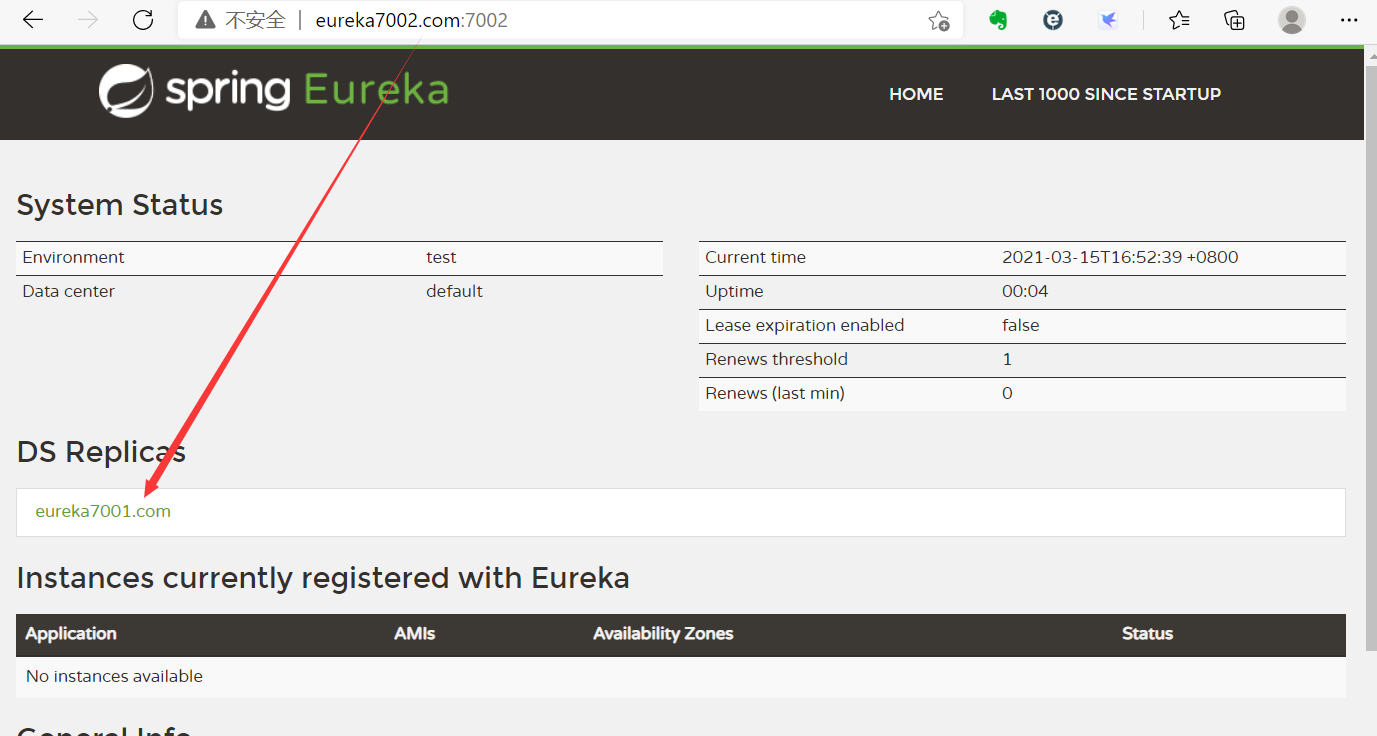 不安全 | eureka7002.com:7002
spring Eureka
HOME LAST 1000 SINCE STARTUP
System Status
Environment test
Data center default
Current time 2021-03-15T16:52:39 +0800
Uptime 00:04
Lease expiration enabled false
Renews threshold 1
Renews (last min) 0
DS Replicas
eureka7001.com
Instances currently registered with Eureka
Application AMIs Availability Zones Status
No instances available
General Info